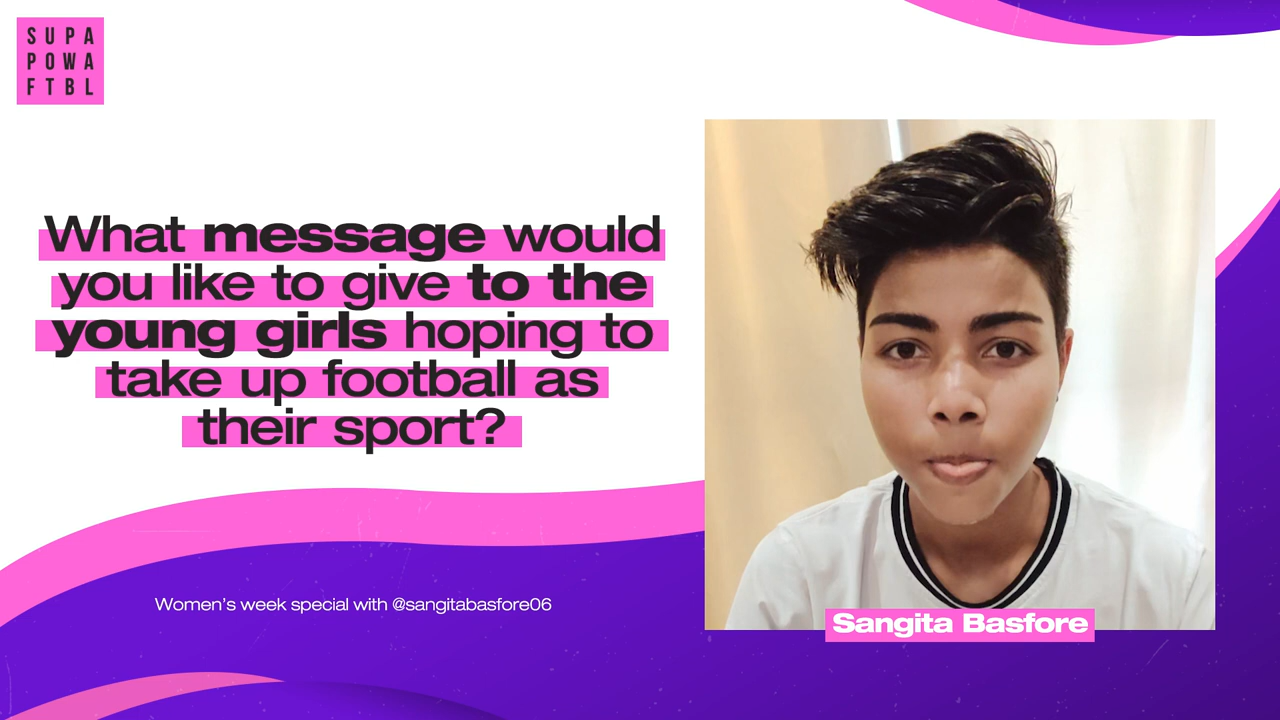 SUPA
POWA
FTBL
What message would
you like to give to the
young girls hoping to
take up football as
their sport?
Women's week special with @sangitabasfore06
Sangita Basfore